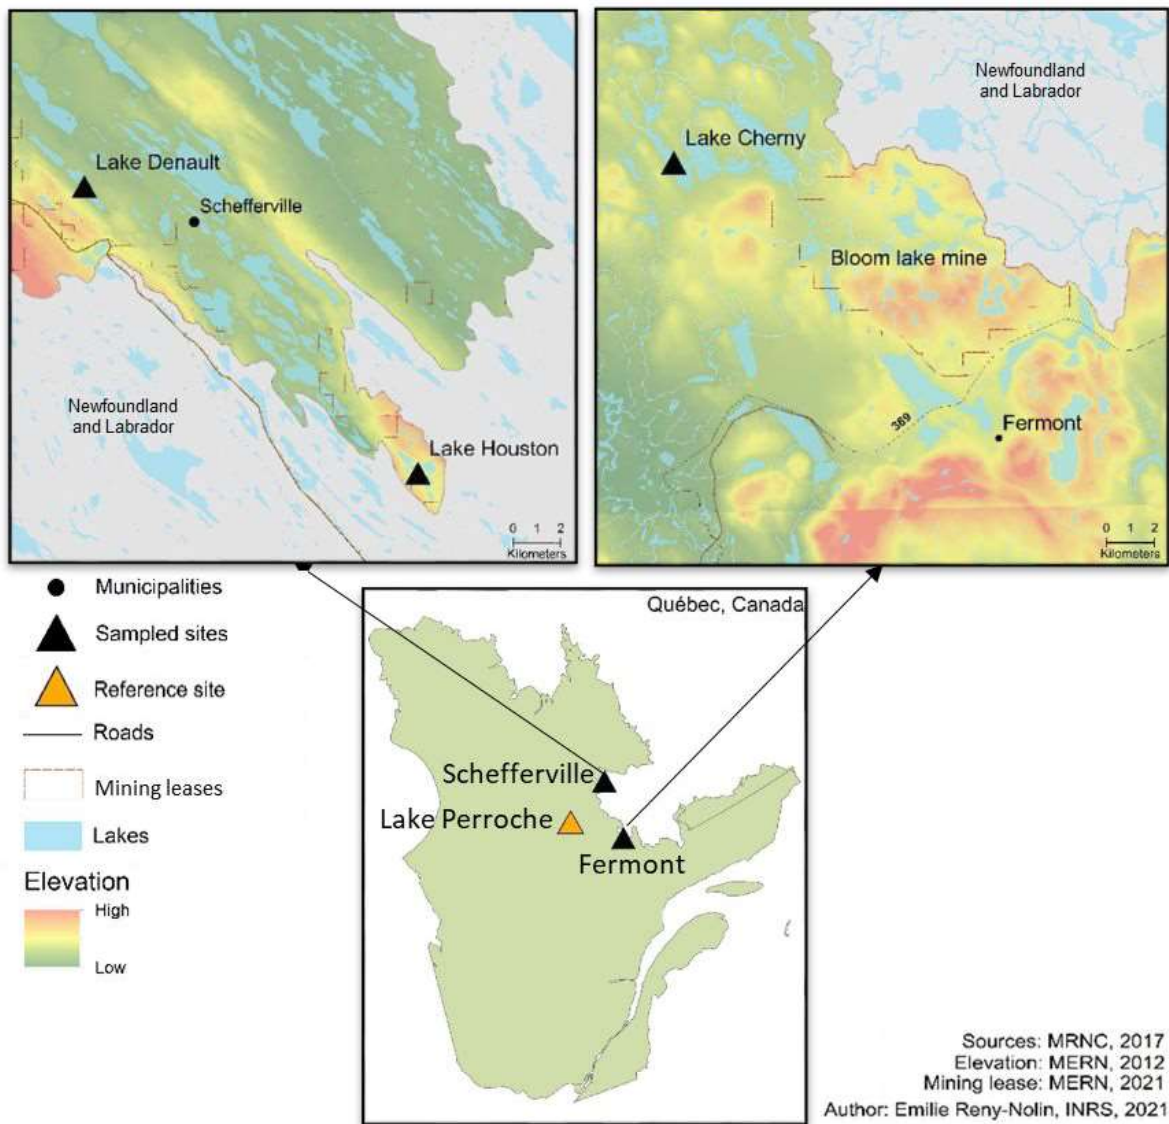 Lake Denault
Schefferville
Newfoundland
and Labrador
Lake Houston
0 1 2
Kilometers
Newfoundland
and Labrador
Lake Cherny
Bloom lake mine
389
Fermont
0 1 2
Kilometers
Municipalities
Sampled sites
Reference site
Roads
Mining leases
Lakes
Elevation
High
Low
Québec, Canada
Schefferville
Lake Perroche
Fermont
Sources: MRNC, 2017
Elevation: MERN, 2012
Mining lease: MERN, 2021
Author: Emilie Reny-Nolin, INRS, 2021